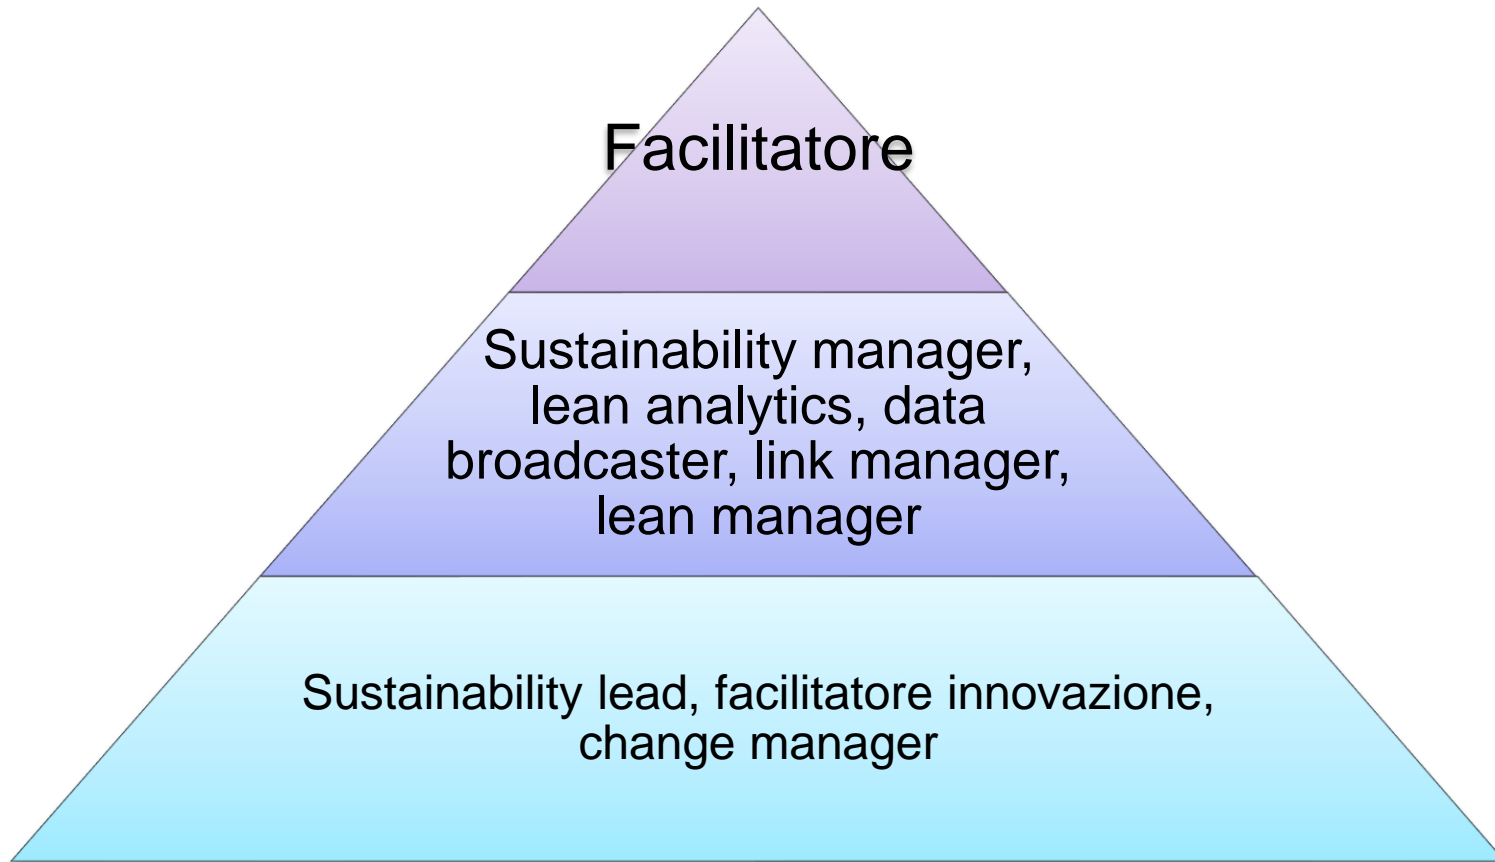 Facilitatore
Sustainability manager,
lean analytics, data
broadcaster, link manager,
lean manager
Sustainability lead, facilitatore innovazione,
change manager